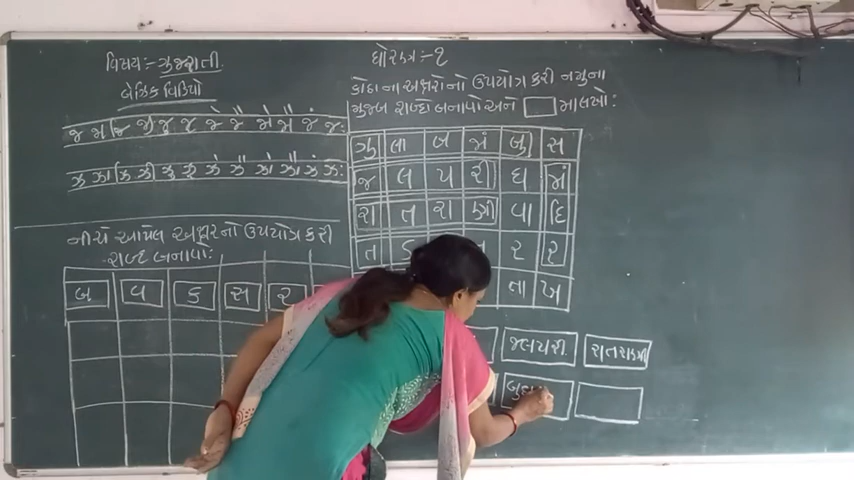 વિષય:- ગુજરાતી.
બેઝિક વિડિયો
જ જા જિ જી જુ જૂ જે જૈ જો જૌ જં જઃ
ઝ ઝા ઝિ ઝી ઝુ ઝૂ ઝે ઝૈ ઝો ઝૌ ઝં ઝઃ
નીચે આપેલ અક્ષરનો ઉપયોગ કરી
શબ્દ બનાવો:
બ વ ક સ ર
ધોરણ:- ૨
કોઠાના અક્ષરોનો ઉપયોગ કરી નમુના
મુજબ શબ્દો બનાવો અને માં લખો:
ગુ લા બ મં બુ સ
જ લ પ રી ધ માં
રા ત રા ણી વા દિ
ત ર ર
તા ખ
જલપરી. રાતરાણી
બુધ